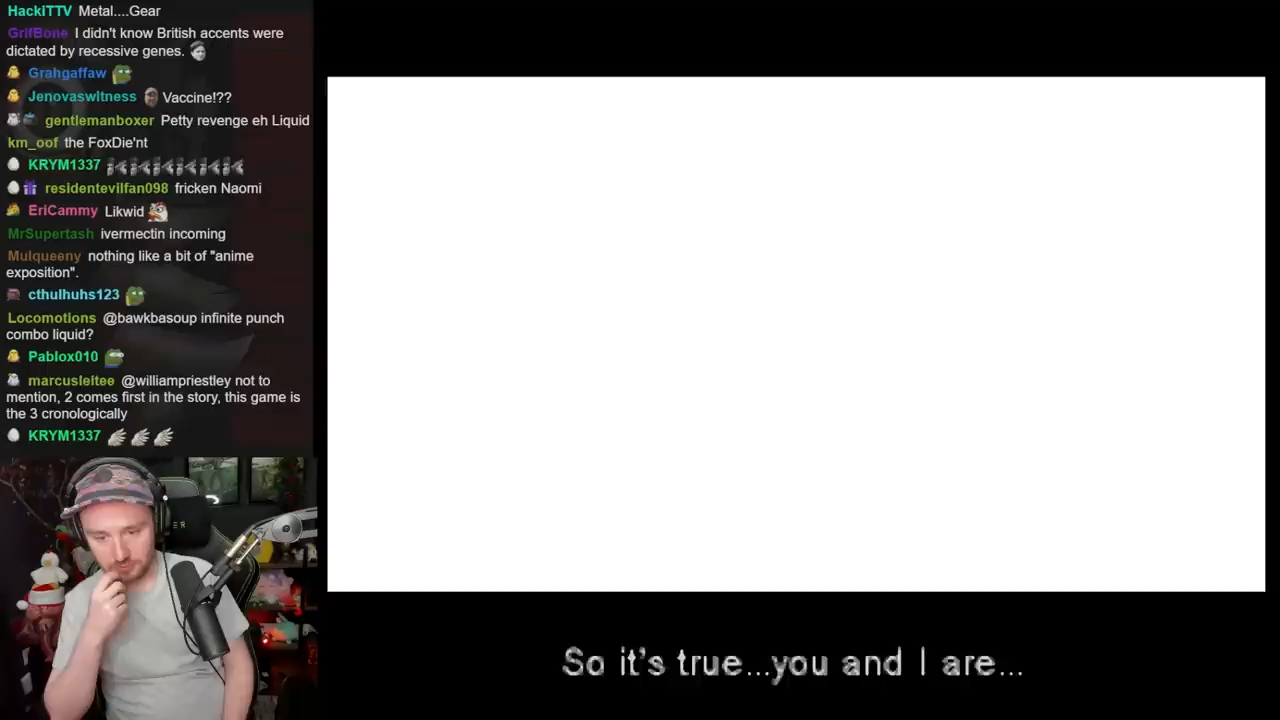 HackiTTV Metal....Gear
GrifBone I didn't know British accents were
dictated by recessive genes.
Grahgaffaw
Jenovaswitness Vaccine!??
gentlemanboxer Petty revenge eh Liquid
km_oof the FoxDie'nt
KRYM1337
residentevilfan098 fricken Naomi
EriCammy Likwid
MrSupertash ivermectin incoming
Mulqueeny nothing like a bit of "anime
exposition".
cthulhuhs123
Locomotions @bawkbasoup infinite punch
combo liquid?
Pablox010
marcusleitee @williampriestley not to
mention, 2 comes first in the story, this game is
the 3 cronologically
KRYM1337
So it's true...you and I are...